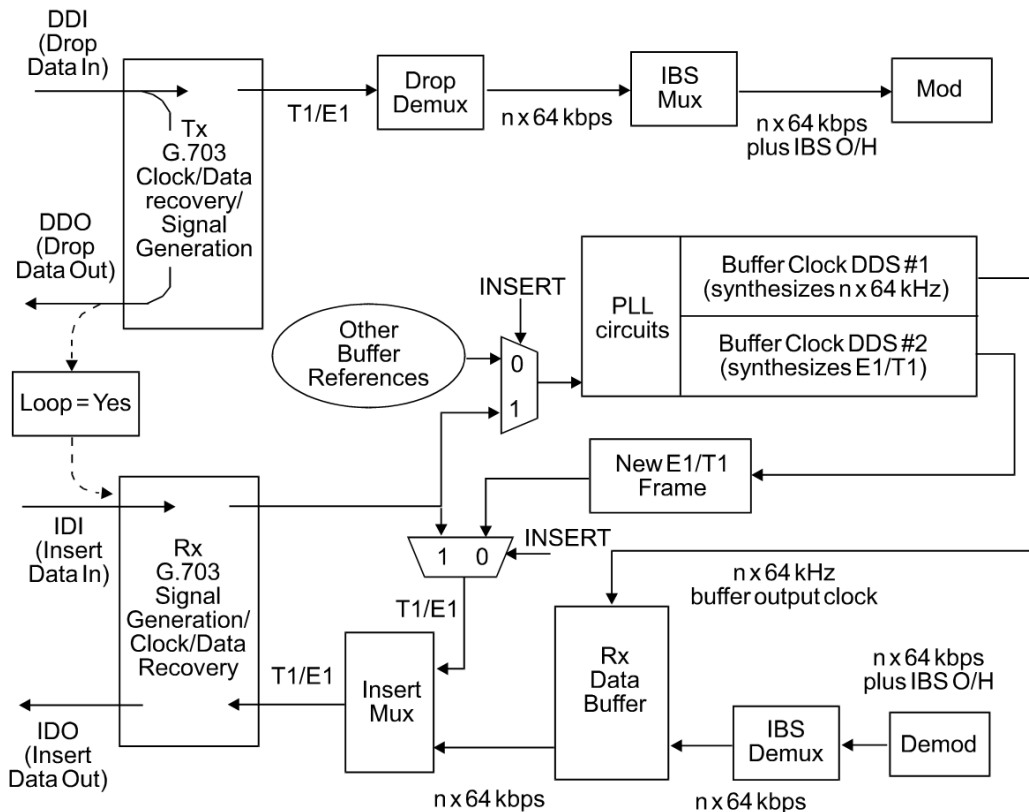 DDI
(Drop
Data In)
T1/E1
Drop
Demux
n x 64 kbps
IBS
Mux
n x 64 kbps
plus IBS O/H
Mod
Tx
G.703
Clock/Data
recovery/
Signal
Generation
DDO
(Drop
Data Out)
Loop = Yes
INSERT
Other
Buffer
References
0
1
PLL
circuits
Buffer Clock DDS #1
(synthesizes n x 64 kHz)
Buffer Clock DDS #2
(synthesizes E1/T1)
New E1/T1
Frame
IDI
(Insert
Data In)
Rx
G.703
Signal
Generation/
Clock/Data
Recovery
1 0
INSERT
T1/E1
n x 64 kHz
buffer output clock
T1/E1
Insert
Mux
Rx
Data
Buffer
n x 64 kbps
plus IBS O/H
IBS
Demux
Demod
IDO
(Insert
Data Out)
n x 64 kbps
n x 64 kbps